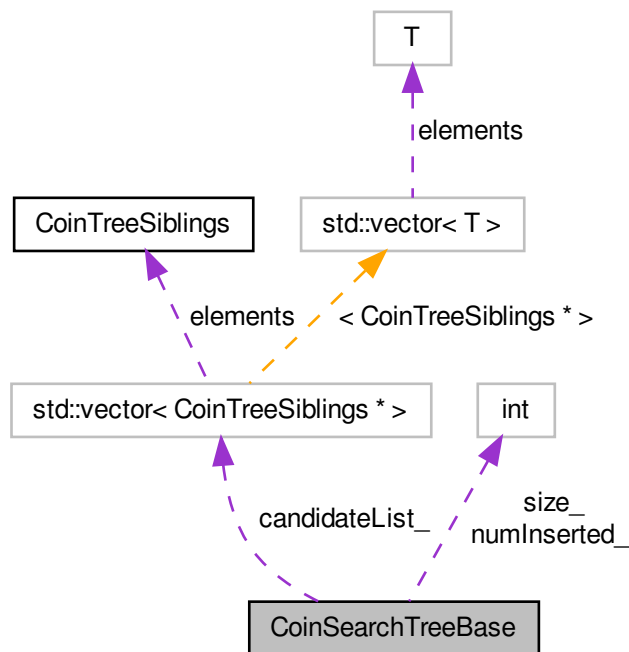 T
elements
CoinTreeSiblings
std::vector< T >
elements
< CoinTreeSiblings * >
std::vector< CoinTreeSiblings * >
int
candidateList_
size_
numInserted_
CoinSearchTreeBase